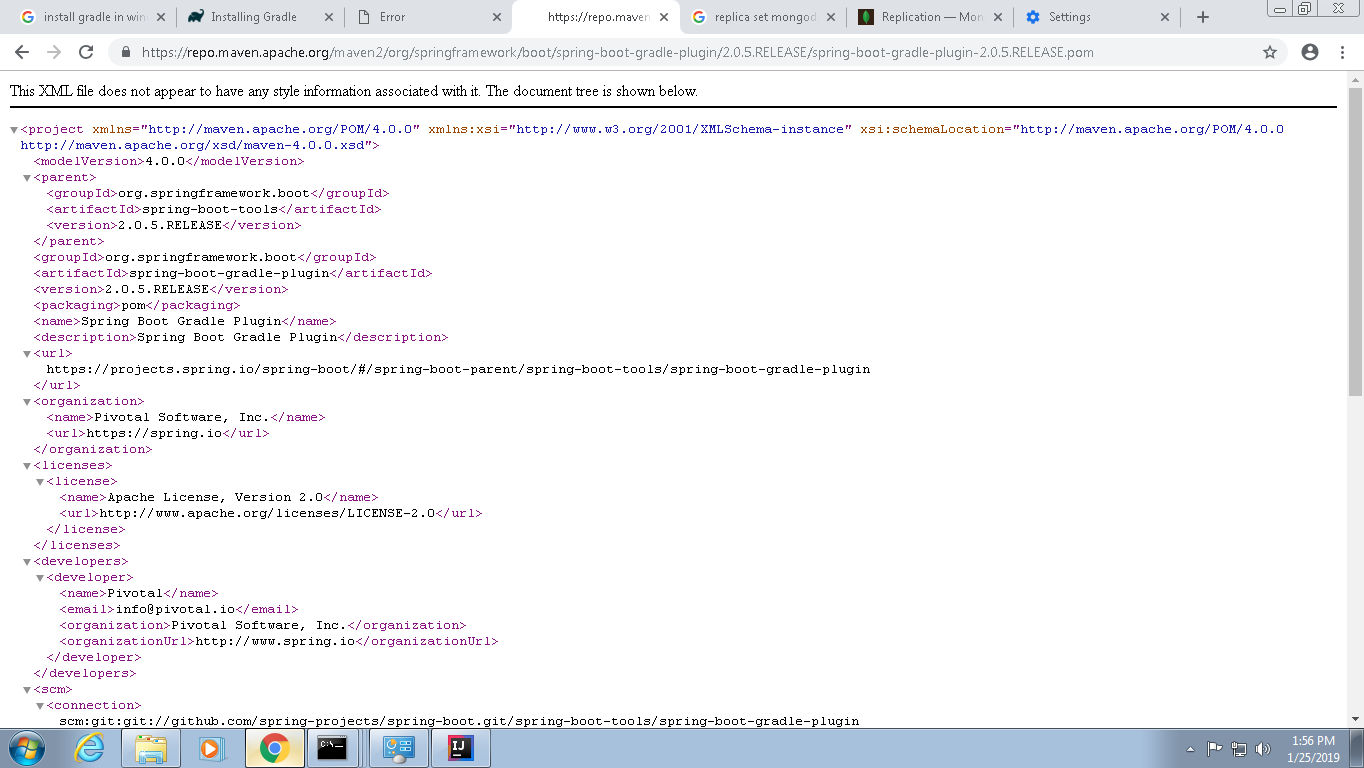 install gradle in win
Installing Gradle
Error
https://repo.maven
replica set mongod
Replication — Mon
Settings
https://repo.maven.apache.org/maven2/org/springframework/boot/spring-boot-gradle-plugin/2.0.5.RELEASE/spring-boot-gradle-plugin-2.0.5.RELEASE.pom
This XML file does not appear to have any style information associated with it. The document tree is shown below.
<project xmlns="http://maven.apache.org/POM/4.0.0" xmlns:xsi="http://www.w3.org/2001/XMLSchema-instance" xsi:schemaLocation="http://maven.apache.org/POM/4.0.0
http://maven.apache.org/xsd/maven-4.0.0.xsd">
<modelVersion>4.0.0</modelVersion>
<parent>
<groupId>org.springframework.boot</groupId>
<artifactId>spring-boot-tools</artifactId>
<version>2.0.5.RELEASE</version>
</parent>
<groupId>org.springframework.boot</groupId>
<artifactId>spring-boot-gradle-plugin</artifactId>
<version>2.0.5.RELEASE</version>
<packaging>pom</packaging>
<name>Spring Boot Gradle Plugin</name>
<description>Spring Boot Gradle Plugin</description>
<url>
https://projects.spring.io/spring-boot/#/spring-boot-parent/spring-boot-tools/spring-boot-gradle-plugin
</url>
<organization>
<name>Pivotal Software, Inc.</name>
<url>https://spring.io</url>
</organization>
<licenses>
<license>
<name>Apache License, Version 2.0</name>
<url>http://www.apache.org/licenses/LICENSE-2.0</url>
</license>
</licenses>
<developers>
<developer>
<name>Pivotal</name>
<email>info@pivotal.io</email>
<organization>Pivotal Software, Inc.</organization>
<organizationUrl>http://www.spring.io</organizationUrl>
</developer>
</developers>
<scm>
<connection>
scm:git:git://github.com/spring-projects/spring-boot.git/spring-boot-tools/spring-boot-gradle-plugin
C:\.
IJ
1:56 PM
1/25/2019